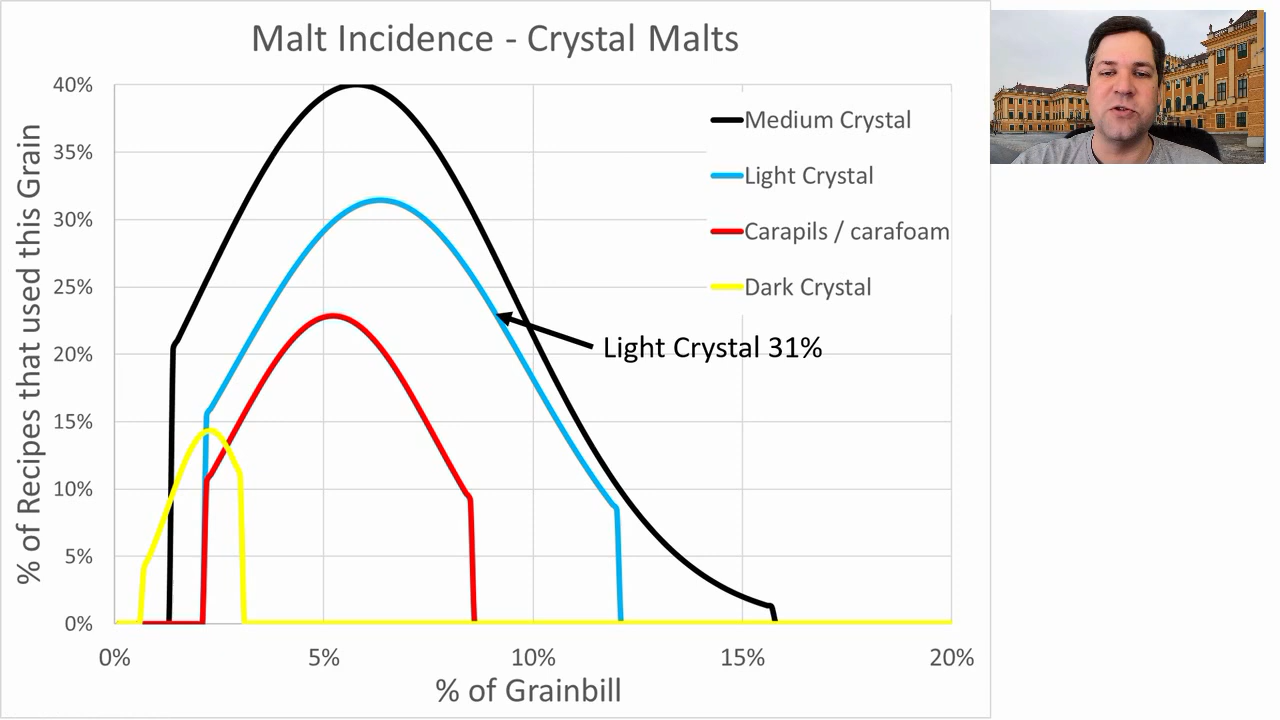 Malt Incidence - Crystal Malts
% of Recipes that used this Grain
40%
35%
30%
25%
20%
15%
10%
5%
0%
Medium Crystal
Light Crystal
Carapils / carafoam
Dark Crystal
Light Crystal 31%
0%
5%
10%
15%
20%
% of Grainbill